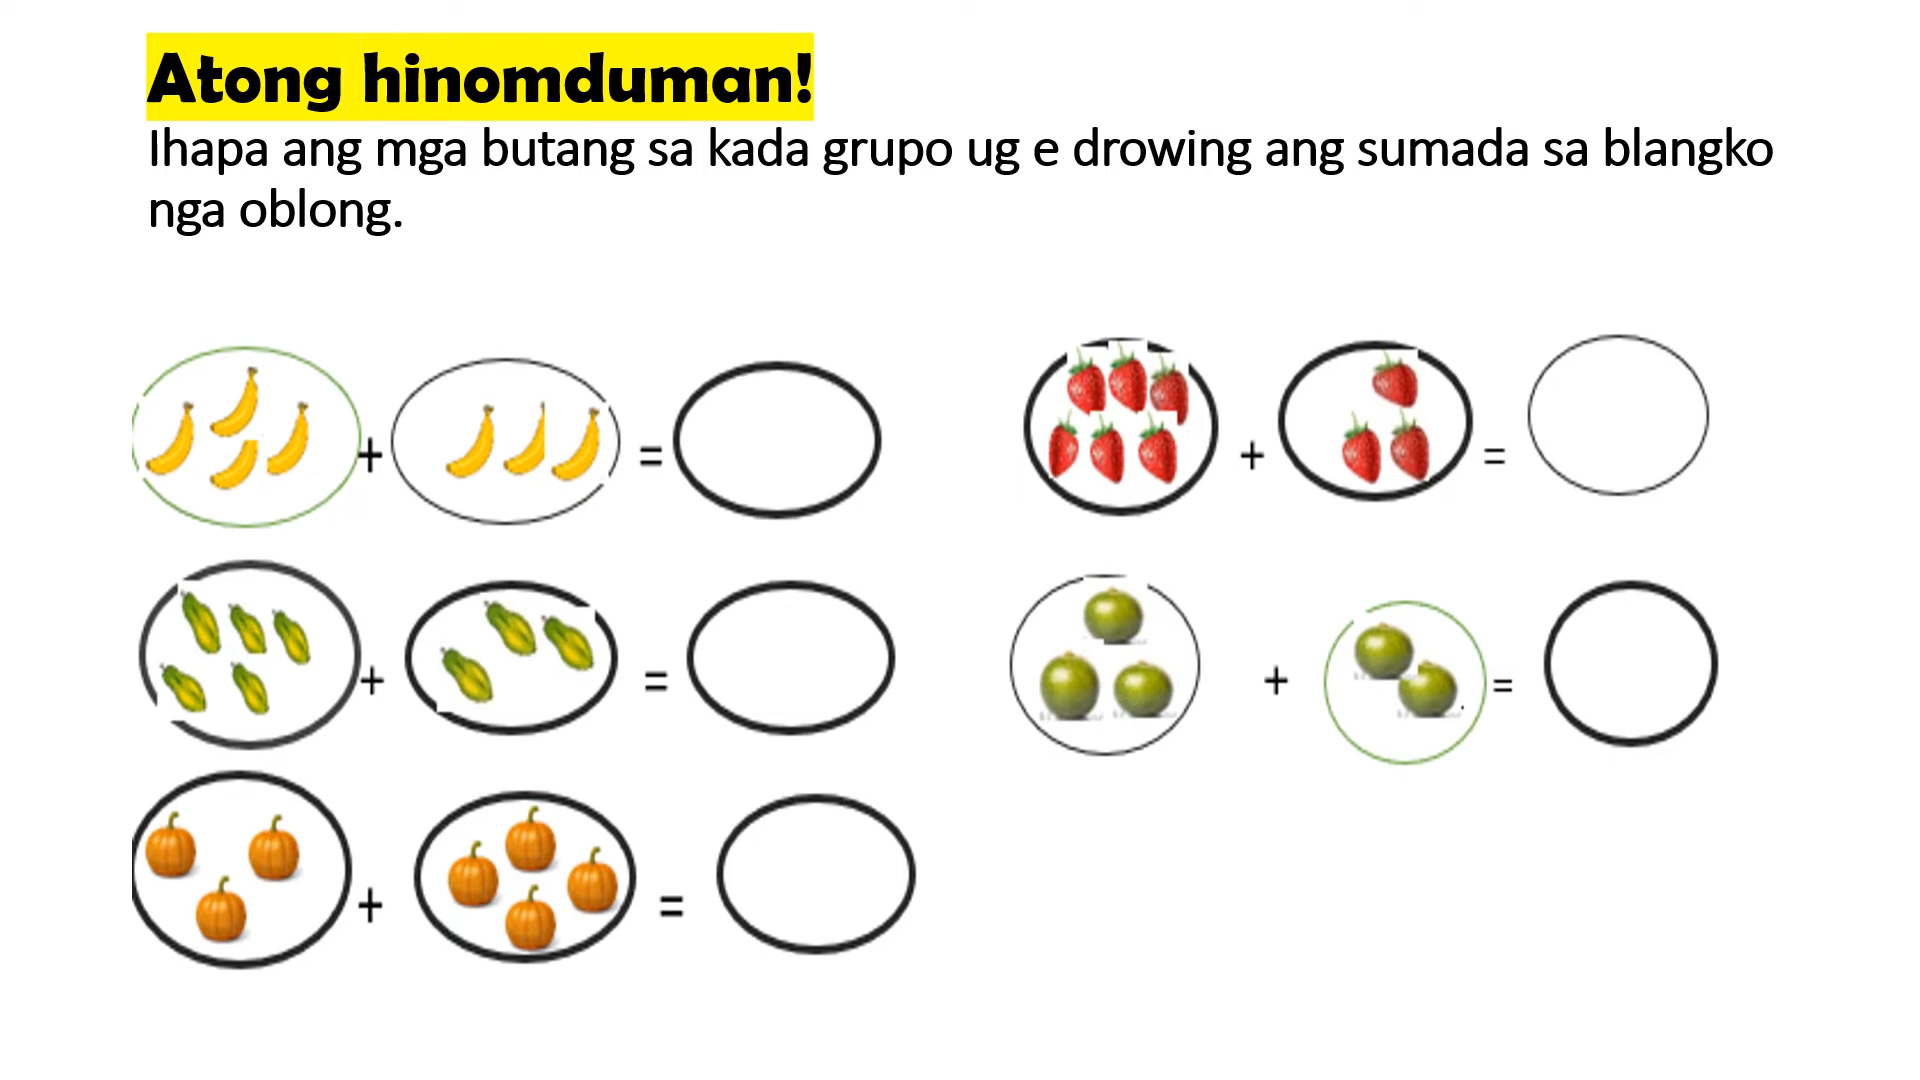 Atong hinomduman!
Ihapa ang mga butang sa kada grupo ug e drowing ang sumada sa blangko
nga oblong.
+ =
+ =
+ =
+ =
+ =